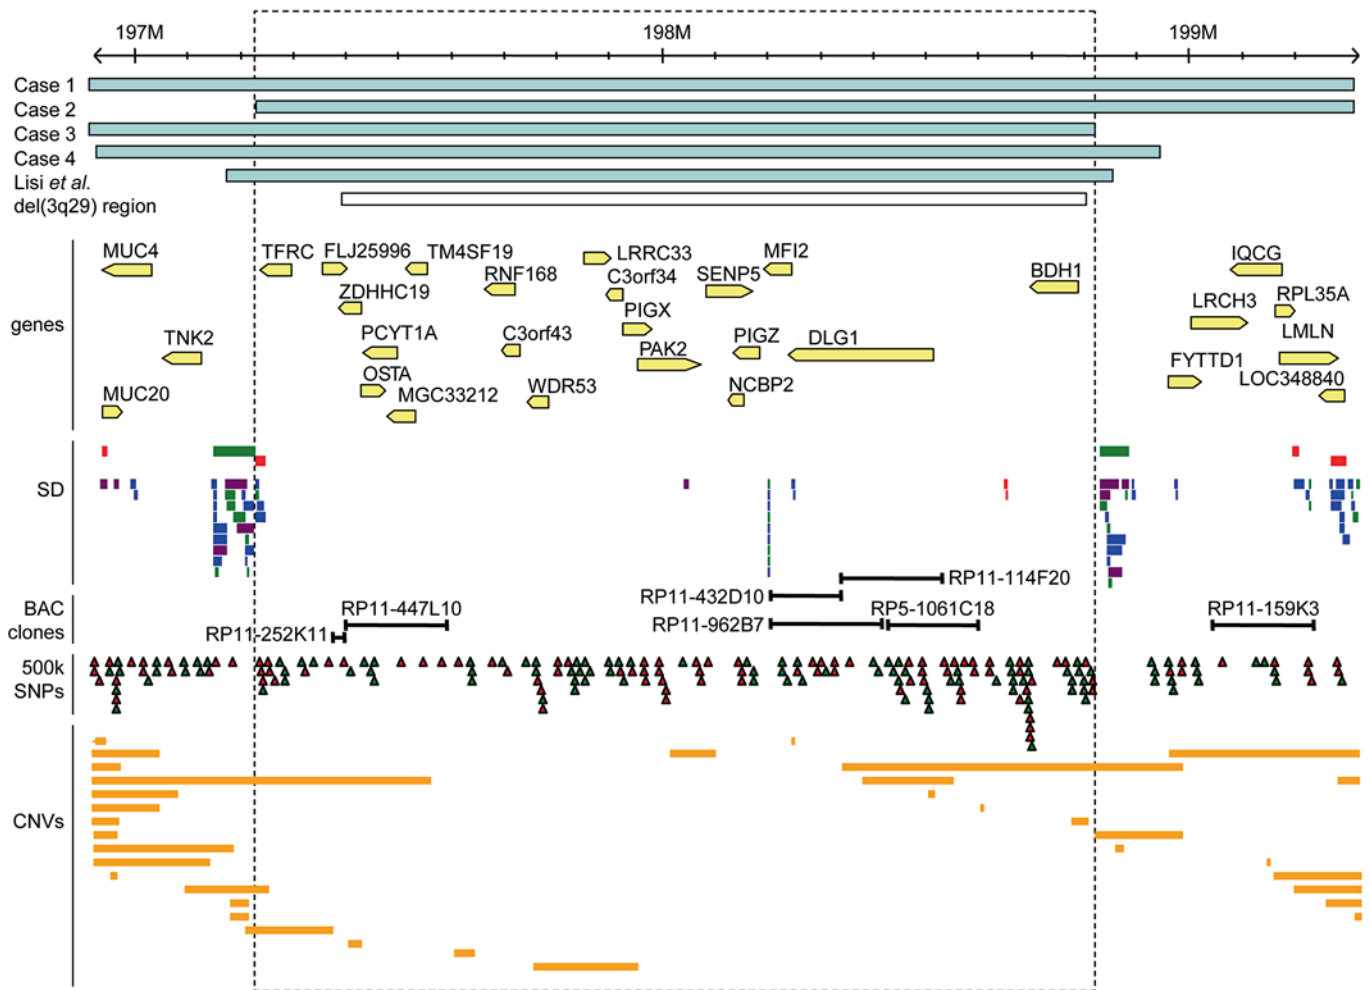 197M 198M 199M
Case 1
Case 2
Case 3
Case 4
Lisi et al.
del(3q29) region
MUC4 TFRC FLJ25996 TM4SF19 LRRC33 MFI2 IQCG
RNF168 C3orf34 SENP5 BDH1
ZDHHC19 PIGX LRCH3 RPL35A
genes TNK2 PCYT1A C3orf43 PAK2 PIGZ DLG1 LMLN
OSTA FYTTD1
MUC20 MGC33212 WDR53 NCBP2 LOC348840
SD
RP11-114F20
RP11-432D10
BAC RP11-447L10 RP5-1061C18 RP11-159K3
clones RP11-252K11 RP11-962B7
500k
SNPs
CNVs